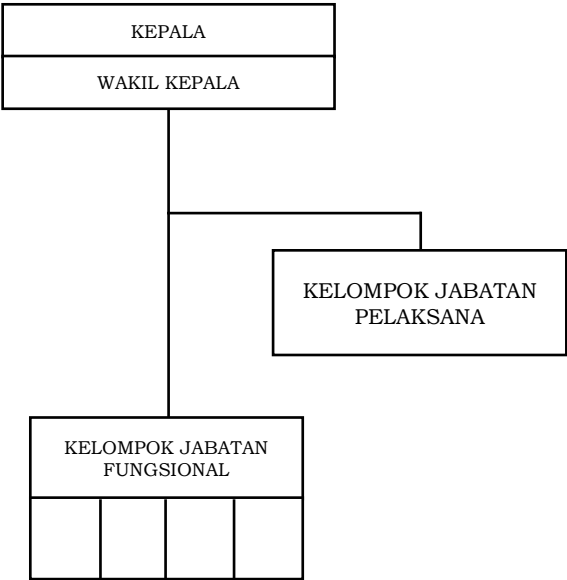 KEPALA
WAKIL KEPALA
KELOMPOK JABATAN
PELAKSANA
KELOMPOK JABATAN
FUNGSIONAL